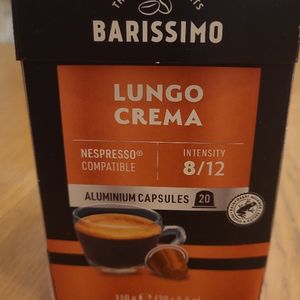 BARISSIMO
LUNGO
CREMA
NESPRESSO®
COMPATIBLE
INTENSITY
8/12
ALUMINIUM CAPSULES 20